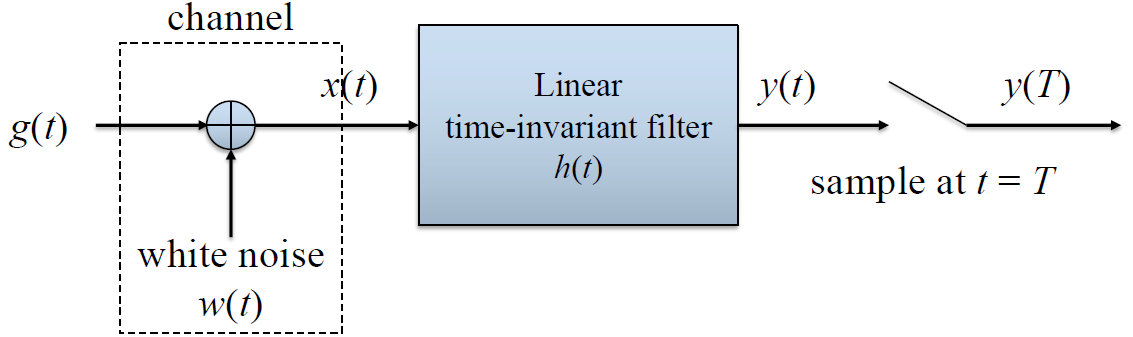 channel
x(t)
g(t)
white noise
w(t)
Linear
time-invariant filter
h(t)
y(t)
y(T)
sample at t = T